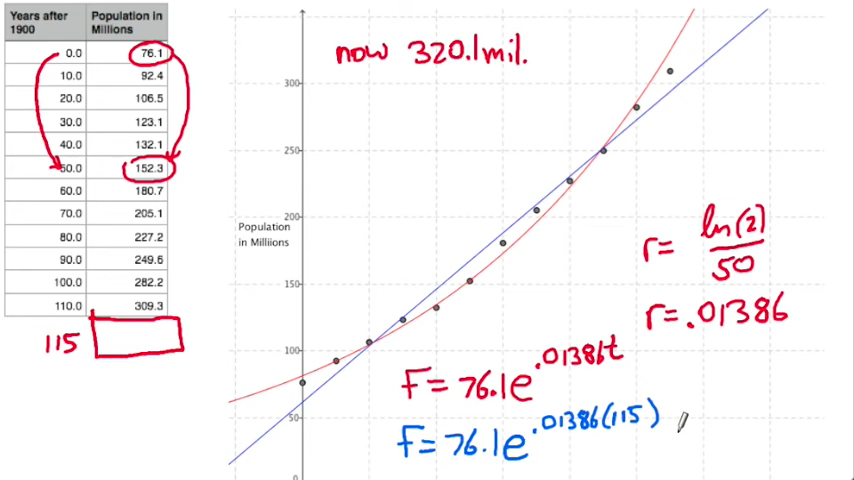 Years after 1900 Population in Millions
0.0 76.1
10.0 92.4
20.0 106.5
30.0 123.1
40.0 132.1
50.0 152.3
60.0 180.7
70.0 205.1
80.0 227.2
90.0 249.6
100.0 282.2
110.0 309.3
115
now 320.1mil.
300
250
200
Population
in Milliions
150
100
50
0
r = ln(2)/50
r = .01386
F = 76.1e^.01386t
F = 76.1e^.01386(115)